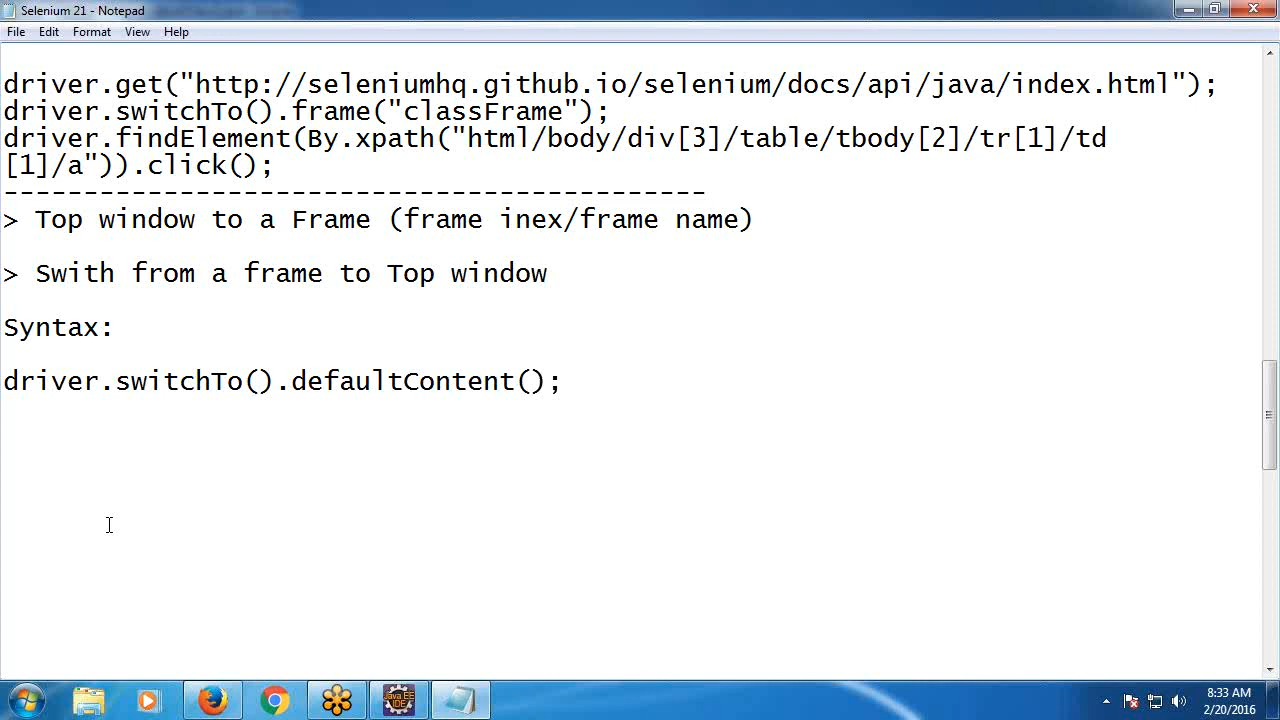 Selenium 21 - Notepad
File Edit Format View Help
driver.get("http://seleniumhq.github.io/selenium/docs/api/java/index.html");
driver.switchTo().frame("classFrame");
driver.findElement(By.xpath("html/body/div[3]/table/tbody[2]/tr[1]/td
[1]/a")).click();
--------------------------------------------
> Top window to a Frame (frame inex/frame name)
> Swith from a frame to Top window
Syntax:
driver.switchTo().defaultContent();
Java EE
IDE
8:33 AM
2/20/2016